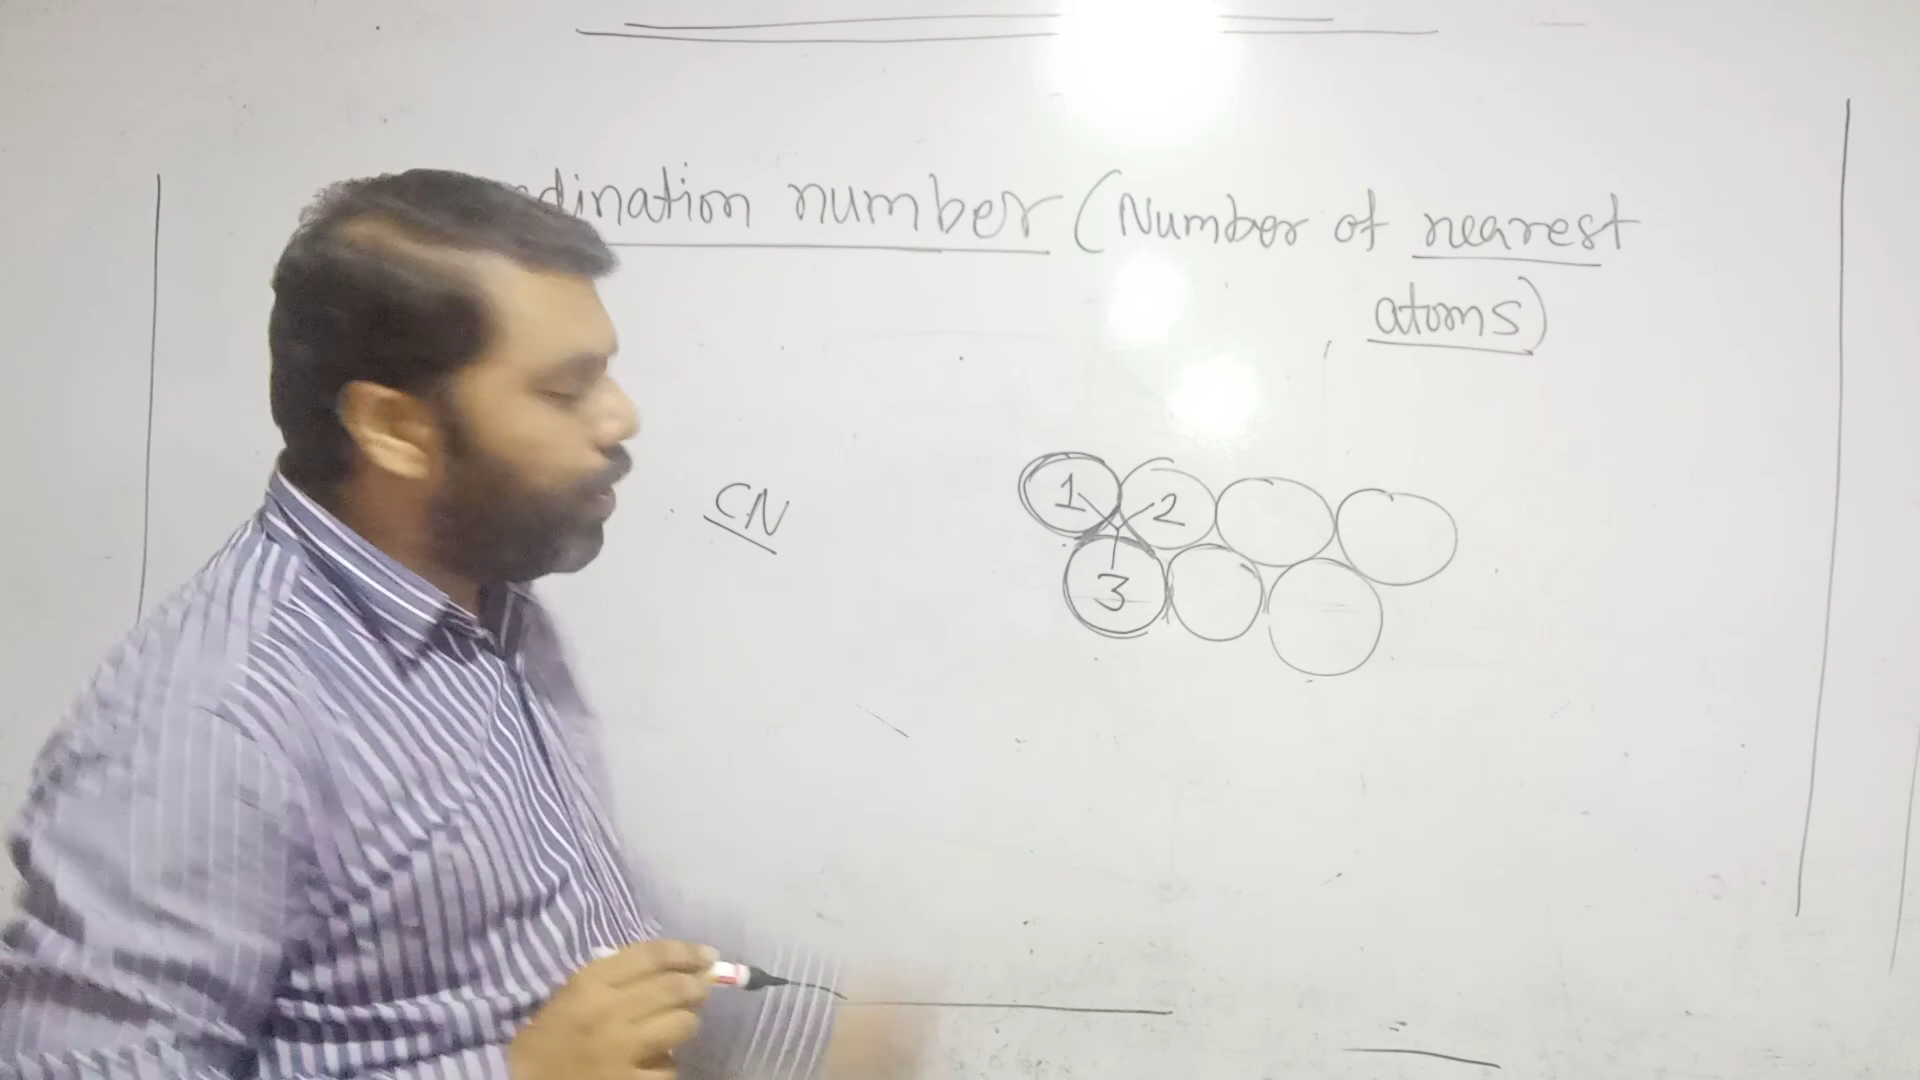 dination number (Number of nearest
atoms)
CN
1 2
3